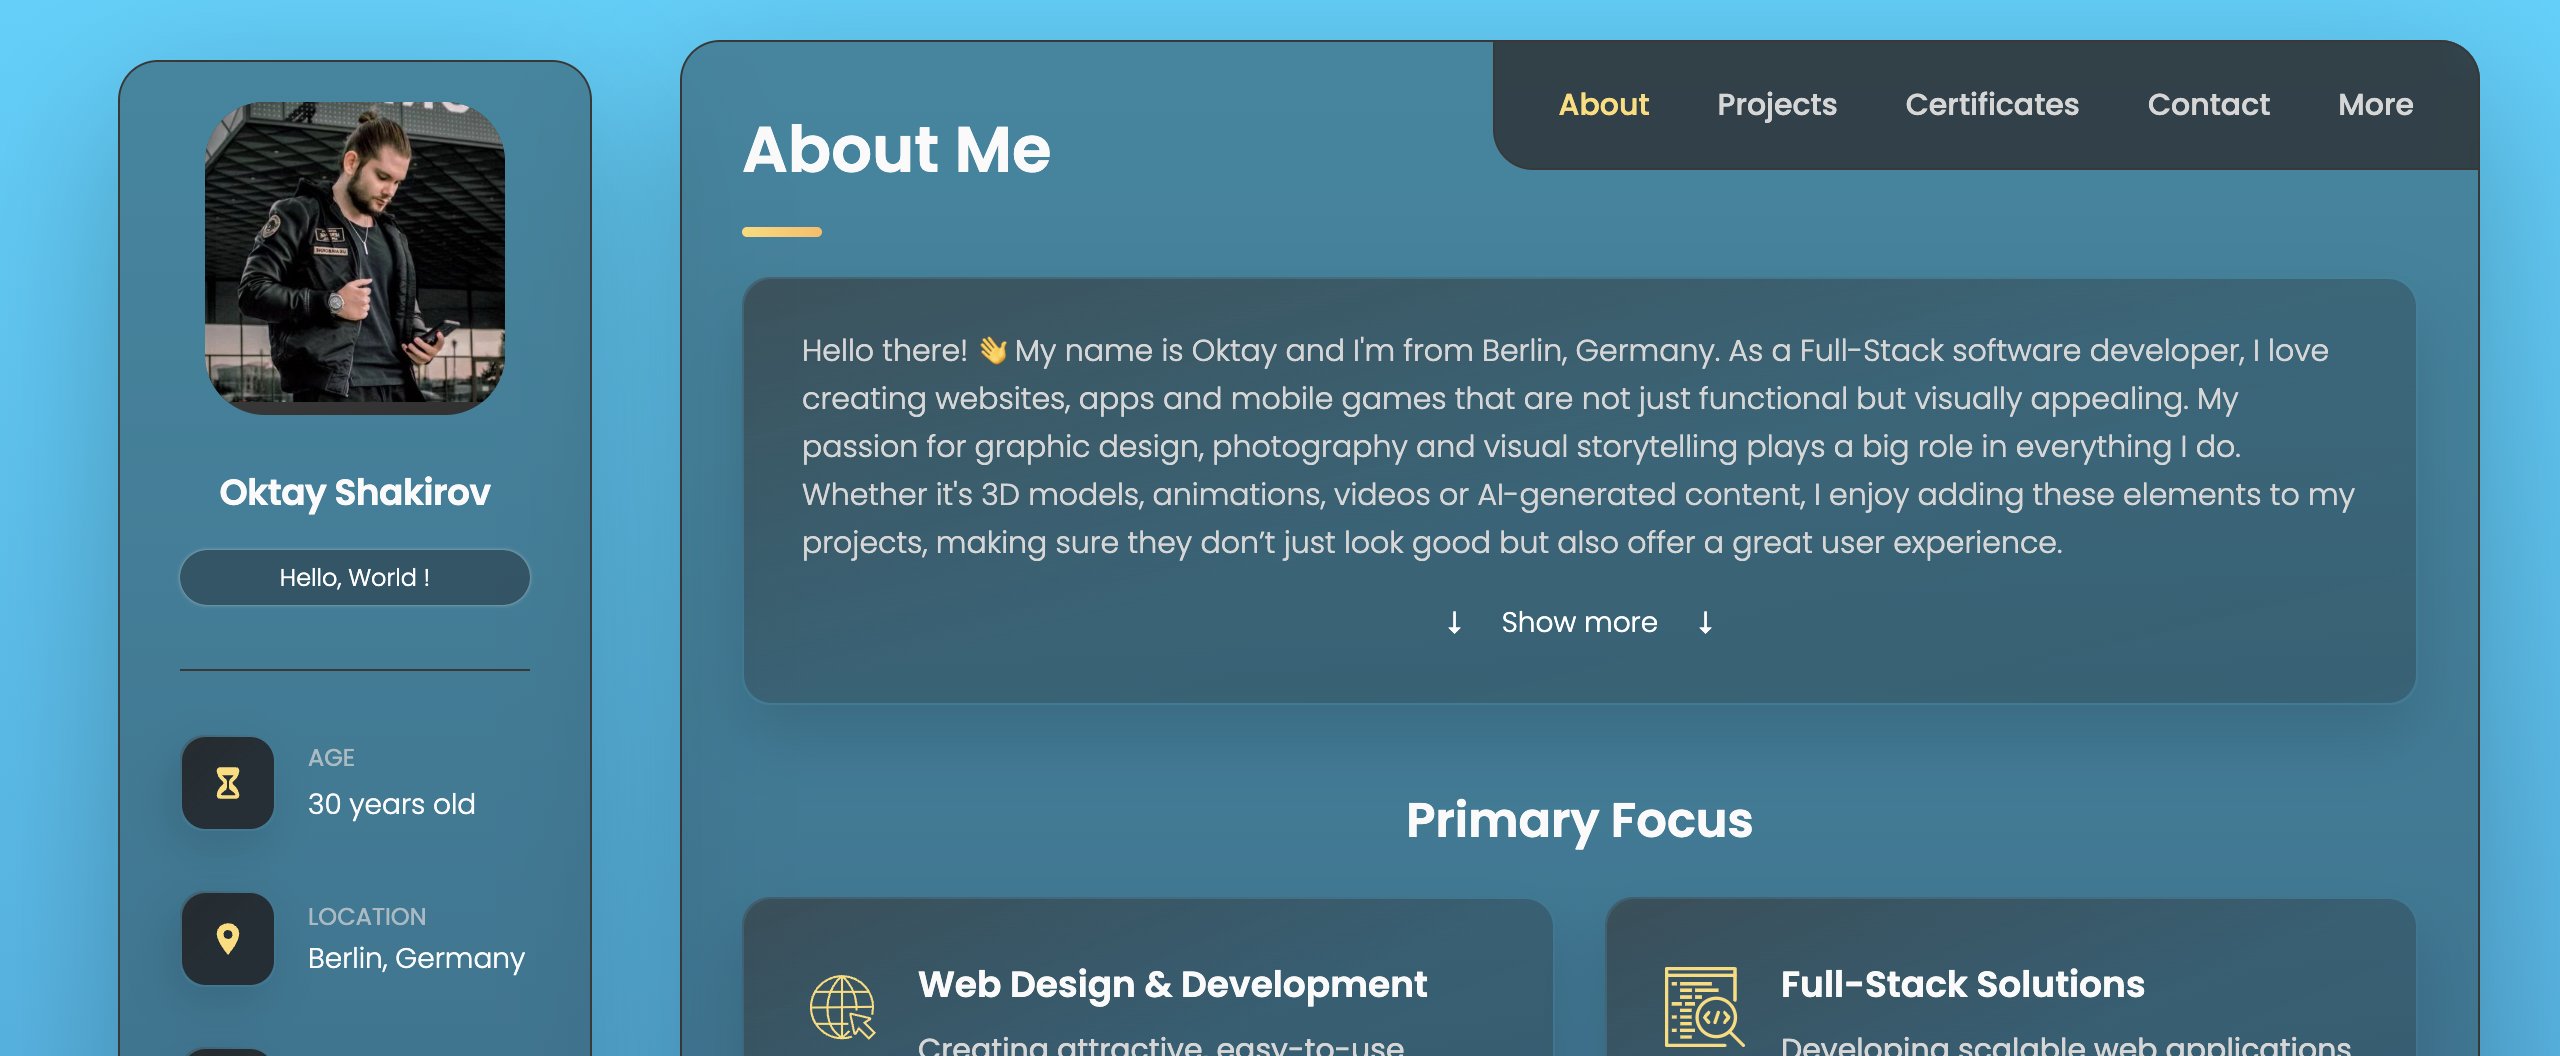 Oktay Shakirov
Hello, World !
AGE
30 years old
LOCATION
Berlin, Germany
About Projects Certificates Contact More
About Me
Hello there! 👋 My name is Oktay and I'm from Berlin, Germany. As a Full-Stack software developer, I love
creating websites, apps and mobile games that are not just functional but visually appealing. My
passion for graphic design, photography and visual storytelling plays a big role in everything I do.
Whether it's 3D models, animations, videos or AI-generated content, I enjoy adding these elements to my
projects, making sure they don’t just look good but also offer a great user experience.
↓ Show more ↓
Primary Focus
Web Design & Development
Creating attractive, easy-to-use
Full-Stack Solutions
Developing scalable web applications